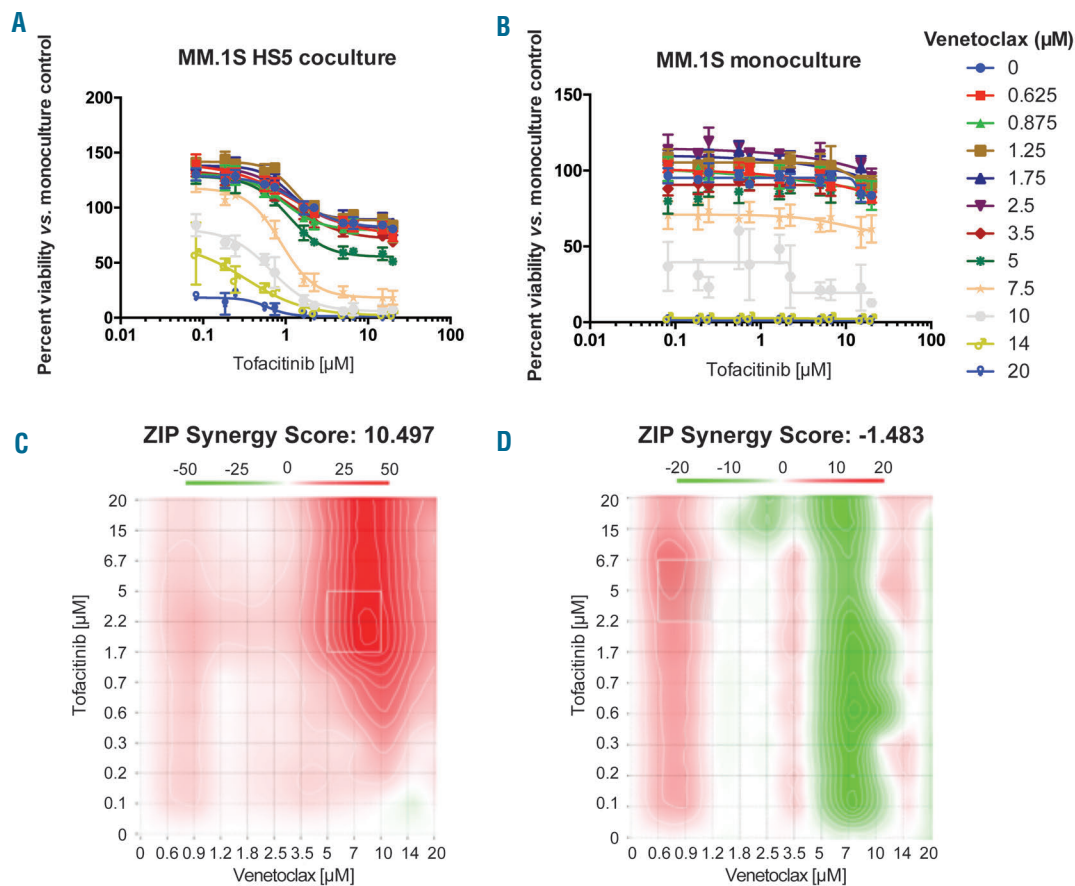 A
MM.1S HS5 coculture
Percent viability vs. monoculture control
200
150
100
50
0
0.01
0.1
1
10
100
Tofacitinib [µM]
B
MM.1S monoculture
Percent viability vs. monoculture control
150
100
50
0
0.01
0.1
1
10
100
Tofacitinib [µM]
Venetoclax (µM)
0
0.625
0.875
1.25
1.75
2.5
3.5
5
7.5
10
14
20
C
ZIP Synergy Score: 10.497
-50 -25 0 25 50
Tofacitinib [µM]
20
15
6.7
5
2.2
1.7
0.7
0.6
0.3
0.2
0.1
0
0 0.6 0.9 1.2 1.8 2.5 3.5 5 7 10 14 20
Venetoclax [µM]
D
ZIP Synergy Score: -1.483
-20 -10 0 10 20
Tofacitinib [µM]
20
15
6.7
5
2.2
1.7
0.7
0.6
0.3
0.2
0.1
0
0 0.6 0.9 1.2 1.8 2.5 3.5 5 7 10 14 20
Venetoclax [µM]